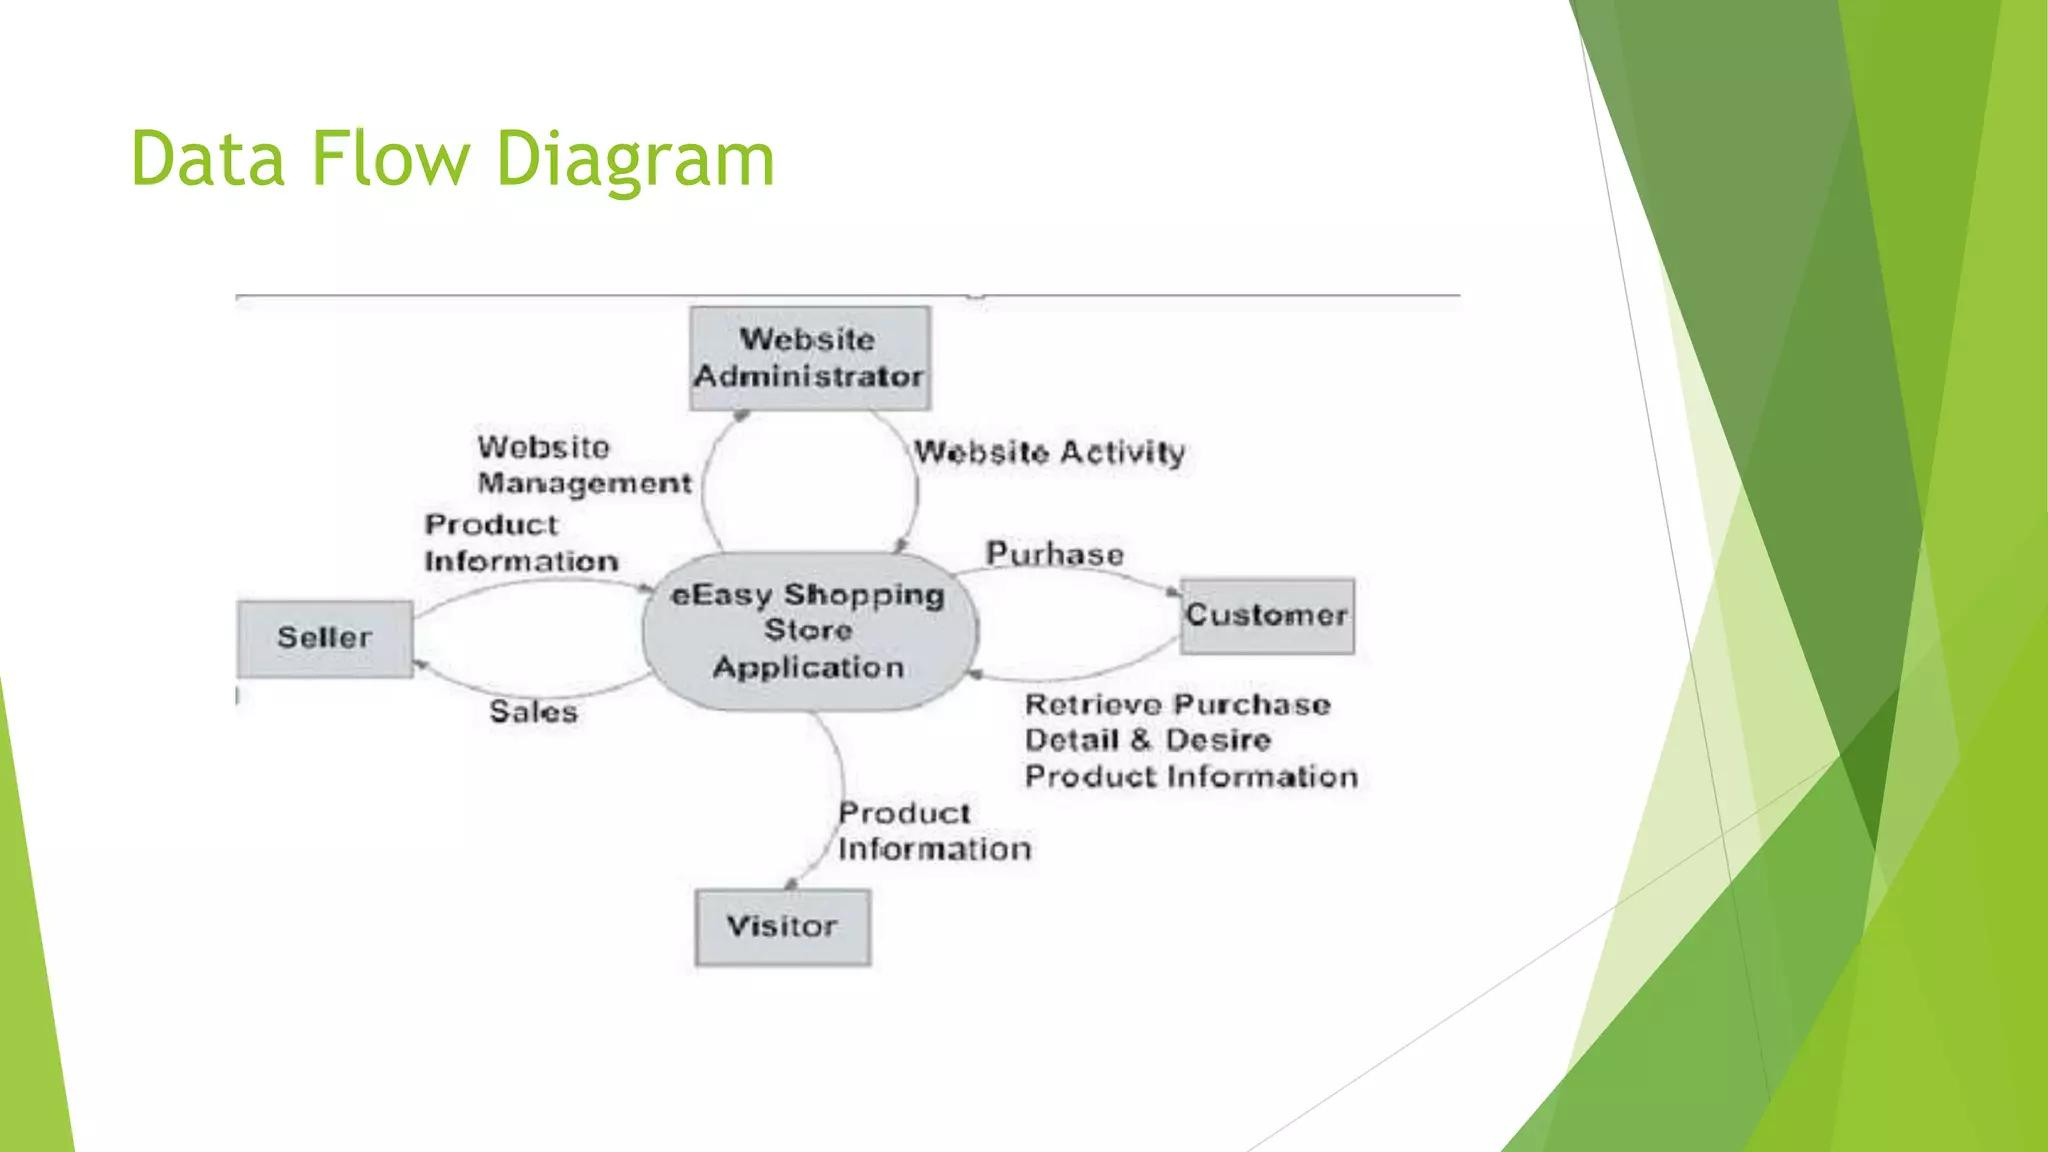 Data Flow Diagram
Website
Administrator
Website
Management
Website Activity
Product
Information
Purhase
eEasy Shopping
Store
Application
Seller
Customer
Sales
Retrieve Purchase
Detail & Desire
Product Information
Product
Information
Visitor